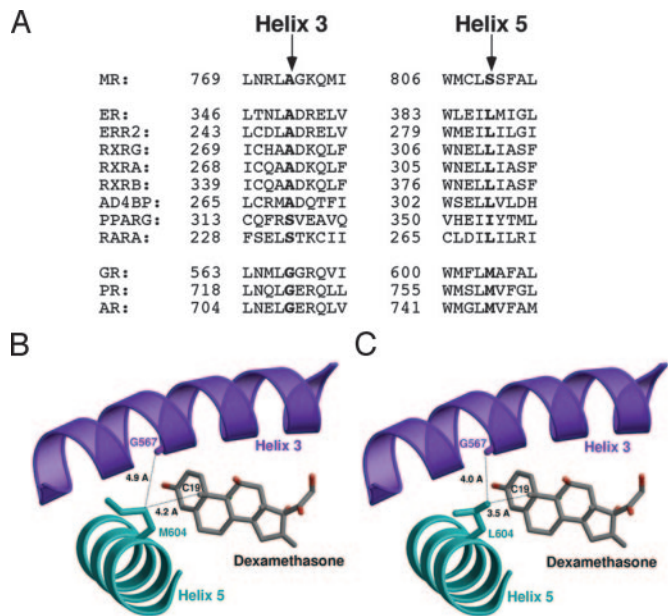 A
Helix 3 Helix 5
MR: 769 LNRLAGKQMI 806 WMCLSSFAL
ER: 346 LTNLADRELV 383 WLEILMIGL
ERR2: 243 LCDLADRELV 279 WMEILILGI
RXRG: 269 ICHAADKQLF 306 WNELLIASF
RXRA: 268 ICQAADKQLF 305 WNELLIASF
RXRB: 339 ICQAADKQLF 376 WNELLIASF
AD4BP: 265 LCRMADQTFI 302 WSELLVLDH
PPARG: 313 CQFRSVEAVQ 350 VHEIIYTML
RARA: 228 FSELSTKCII 265 CLDILILRI
GR: 563 LNMLGGRQVI 600 WMFLMAFAL
PR: 718 LNQLGERQLL 755 WMSLMVFGL
AR: 704 LNELGERQLV 741 WMGLMVFAM
B
G567
Helix 3
4.9 A
C19
4.2 A
M604
Dexamethasone
Helix 5
C
G567
Helix 3
4.0 A
C19
3.5 A
L604
Dexamethasone
Helix 5